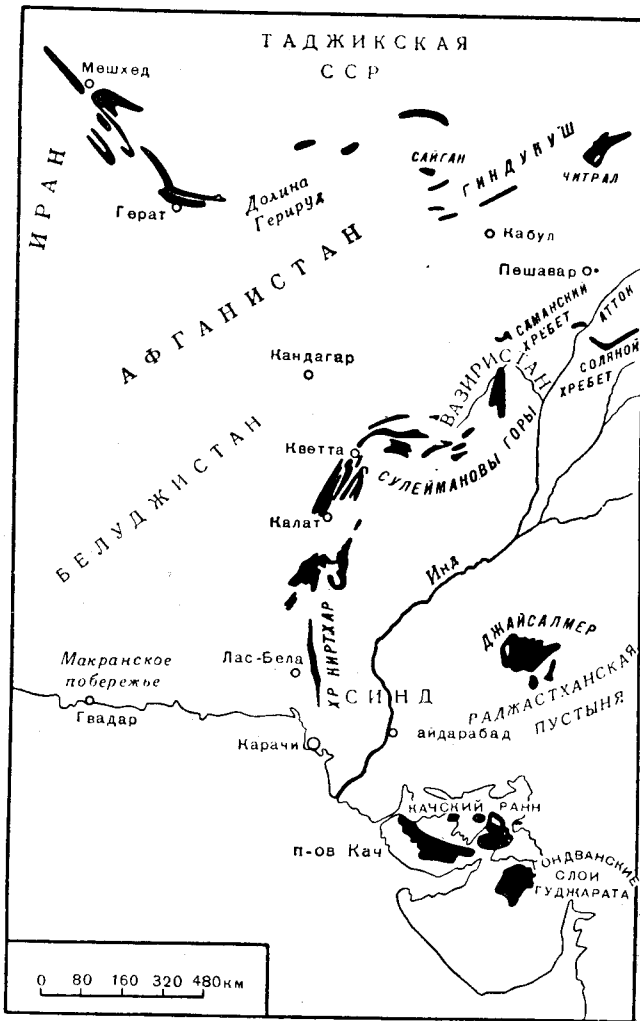 ТАДЖИКСКАЯ
ССР
Мешхед
ИРАН
Герат
Долина
Герируд
САЙГАН
ГИНДУКУШ
ЧИТРАЛ
Кабул
Пешавар
АФГАНИСТАН
САМАНСКИЙ
ХРЕБЕТ
АТТОК
СОЛЯНОЙ
ХРЕБЕТ
Кандагар
ВАЗИРИСТАН
БЕЛУДЖИСТАН
Кветта
СУЛЕЙМАНОВЫ ГОРЫ
Калат
Инд
ДЖАЙСАЛМЕР
ХР КИРТХАР
Лас-Бела
Макранское
побережье
СИНД
РАДЖАСТХАНСКАЯ
ПУСТЫНЯ
Гвадар
Карачи
айдарабад
КАЧСКИЙ РАНН
п-ов Кач
ГОНДВАНСКИЕ
СЛОИ
ГУДЖАРАТА
0 80 160 320 480км